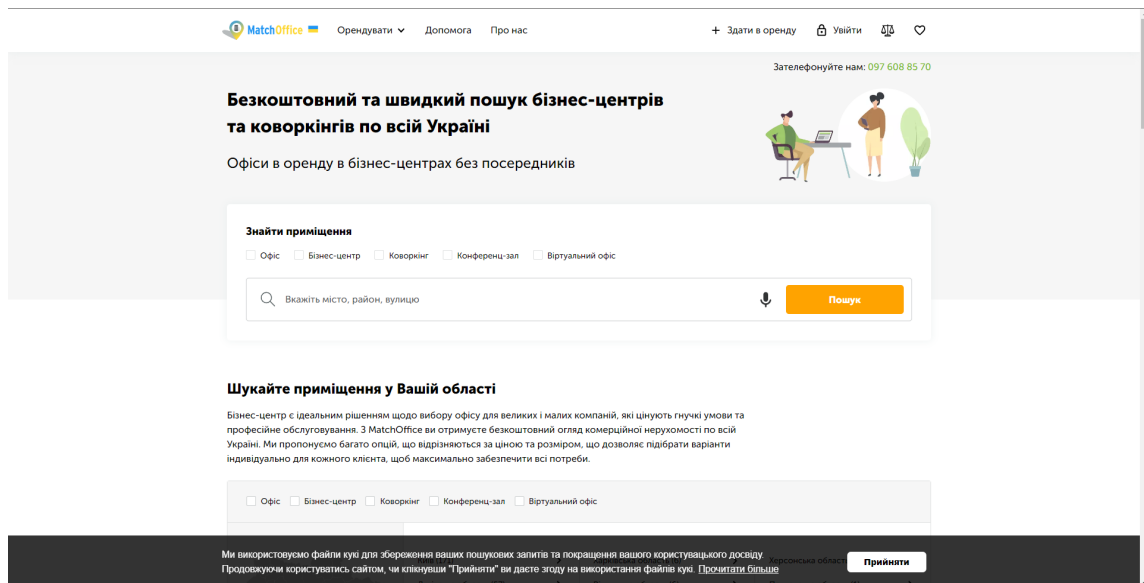 MatchOffice Орендувати Допомога Про нас + Здати в оренду Увійти
Зателефонуйте нам: 097 608 85 70
Безкоштовний та швидкий пошук бізнес-центрів
та коворкінгів по всій Україні
Офіси в оренду в бізнес-центрах без посередників
Знайти приміщення
Офіс Бізнес-центр Коворкінг Конференц-зал Віртуальний офіс
Вкажіть місто, район, вулицю Пошук
Шукайте приміщення у Вашій області
Бізнес-центр є ідеальним рішенням щодо вибору офісу для великих і малих компаній, які цінують гнучкі умови та
професійне обслуговування. З MatchOffice ви отримуєте безкоштовний огляд комерційної нерухомості по всій
Україні. Ми пропонуємо багато опцій, що відрізняються за ціною та розміром, що дозволяє підібрати варіанти
індивідуально для кожного клієнта, щоб максимально забезпечити всі потреби.
Офіс Бізнес-центр Коворкінг Конференц-зал Віртуальний офіс
Ми використовуємо файли кукі для збереження ваших пошукових запитів та покращення вашого користувацького досвіду.
Продовжуючи користуватись сайтом, чи клікнувши "Прийняти" ви даєте згоду на використання файлів кукі. Прочитати більше
Прийняти